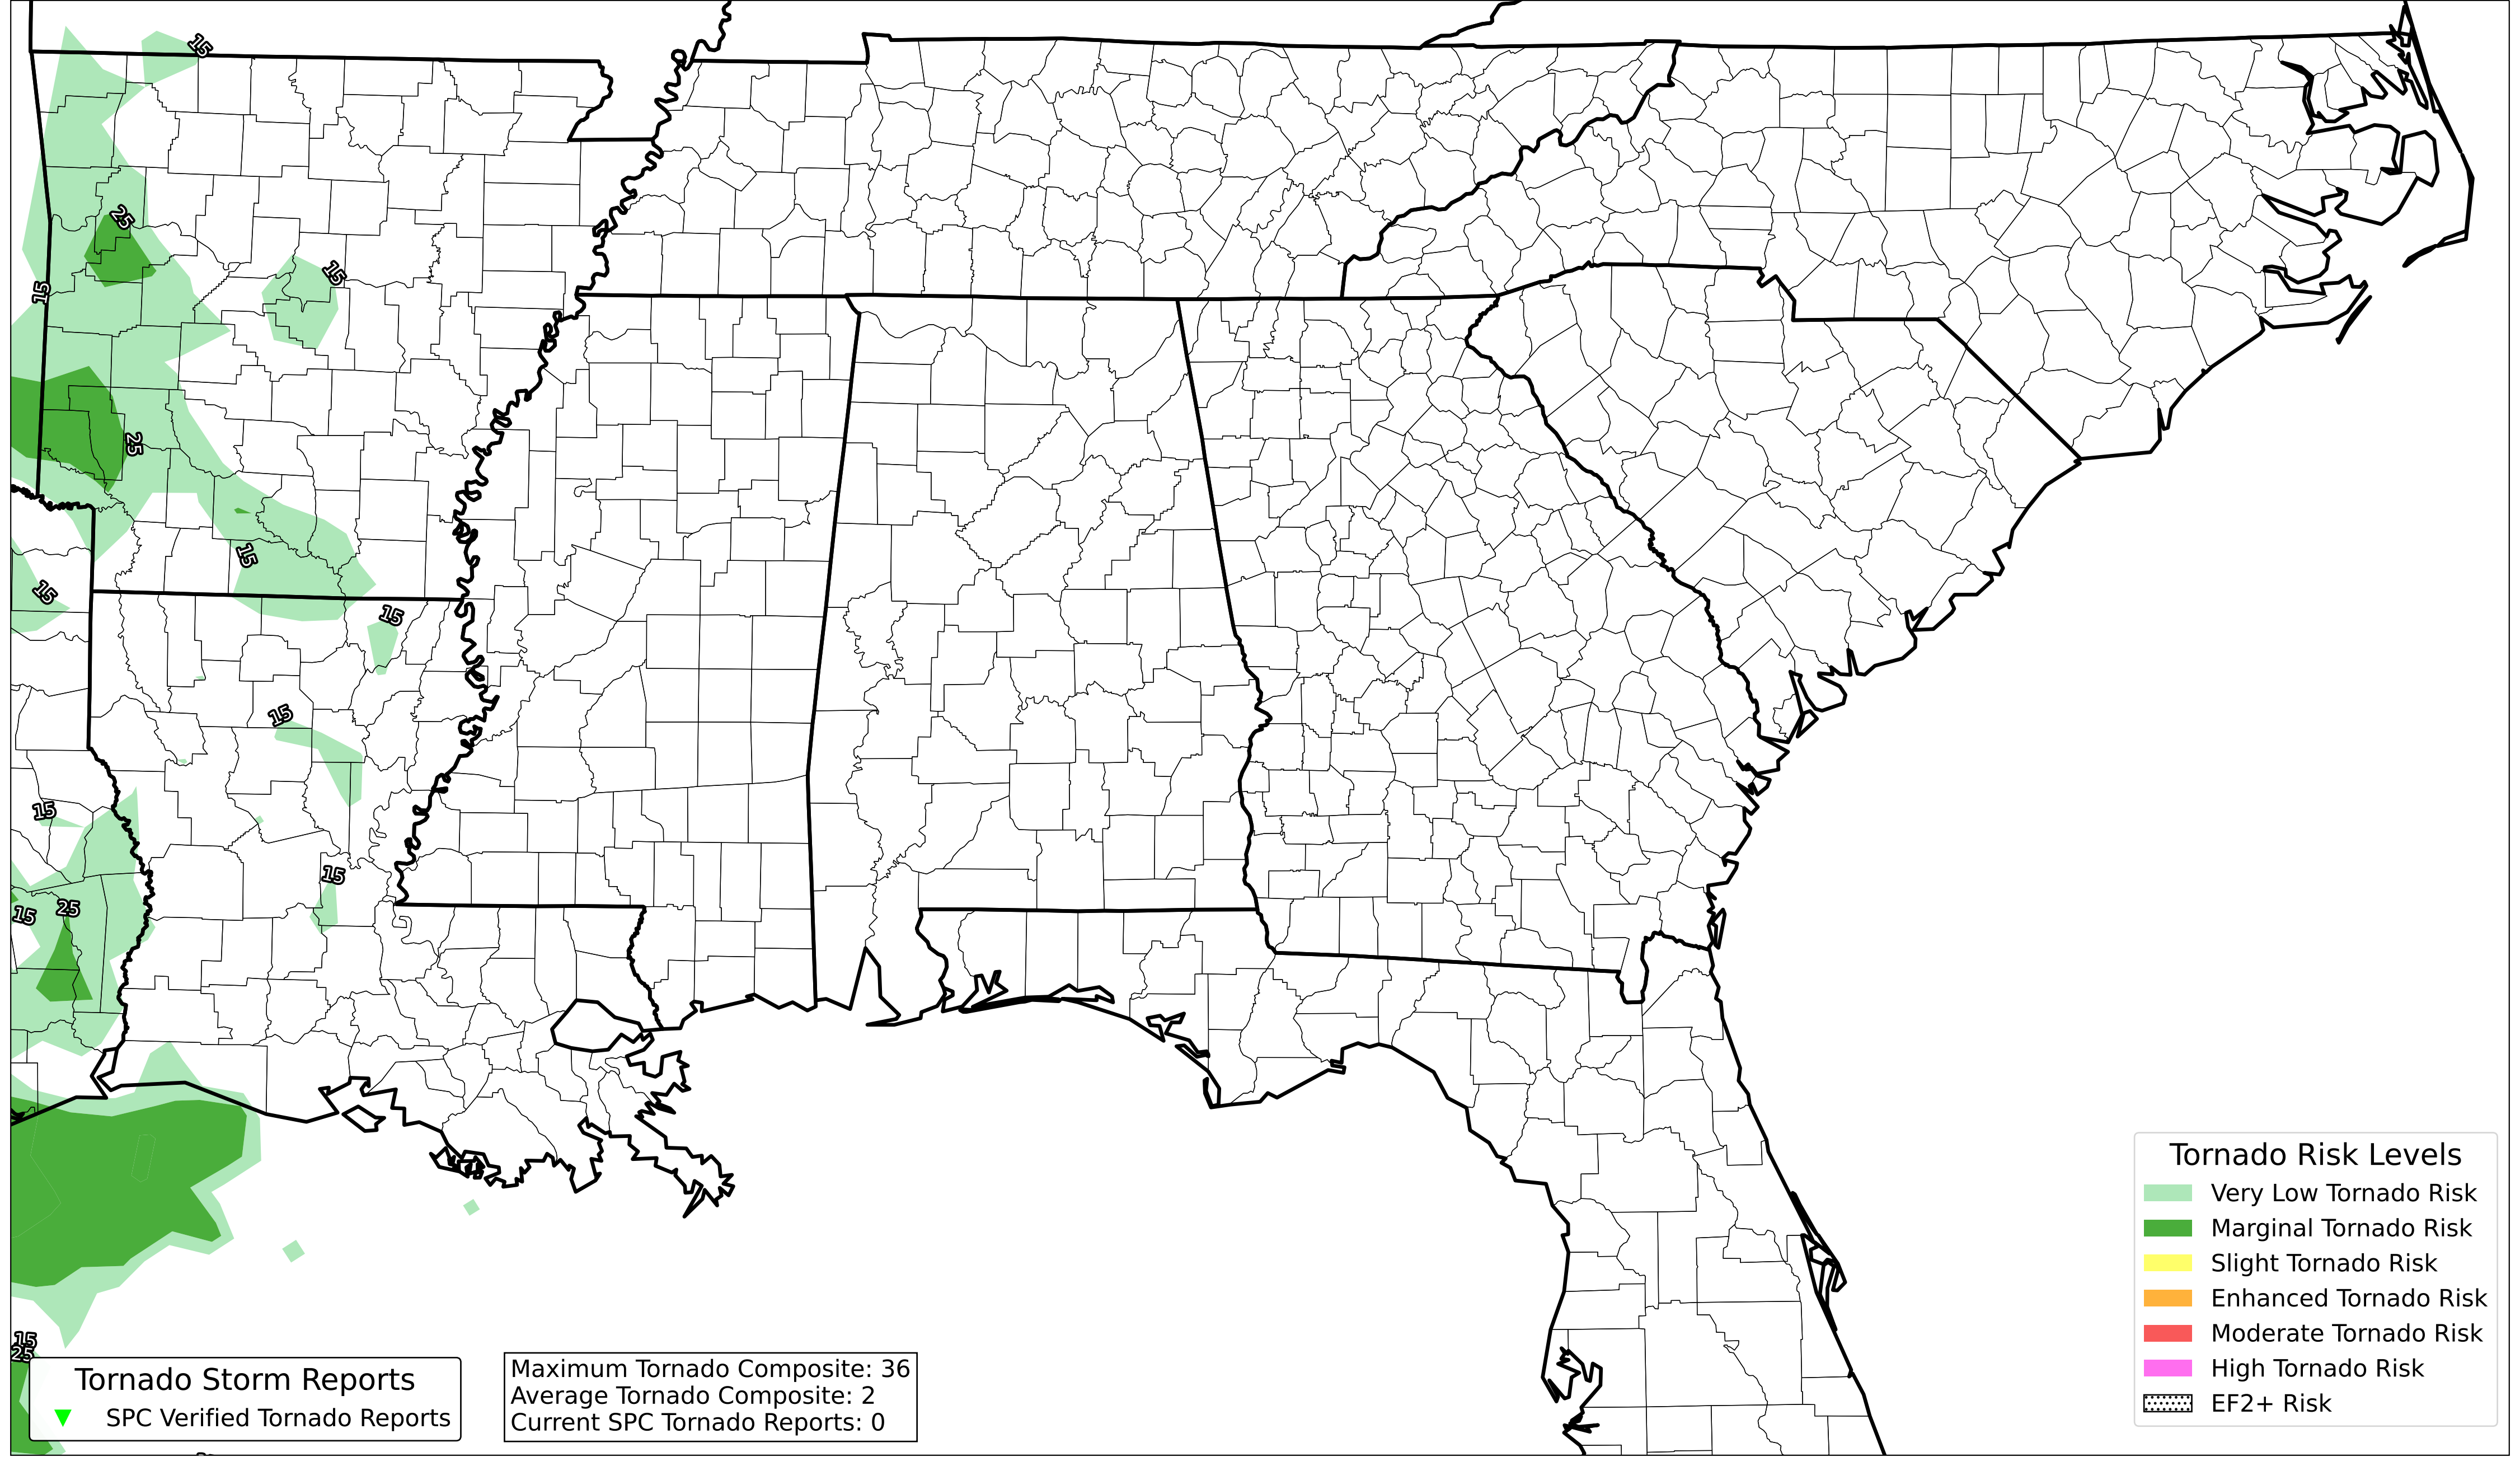 15
25
15
15
25
15
15
15
15
15
15
15
25
15
25
Tornado Storm Reports
SPC Verified Tornado Reports
Maximum Tornado Composite: 36
Average Tornado Composite: 2
Current SPC Tornado Reports: 0
Tornado Risk Levels
Very Low Tornado Risk
Marginal Tornado Risk
Slight Tornado Risk
Enhanced Tornado Risk
Moderate Tornado Risk
High Tornado Risk
EF2+ Risk